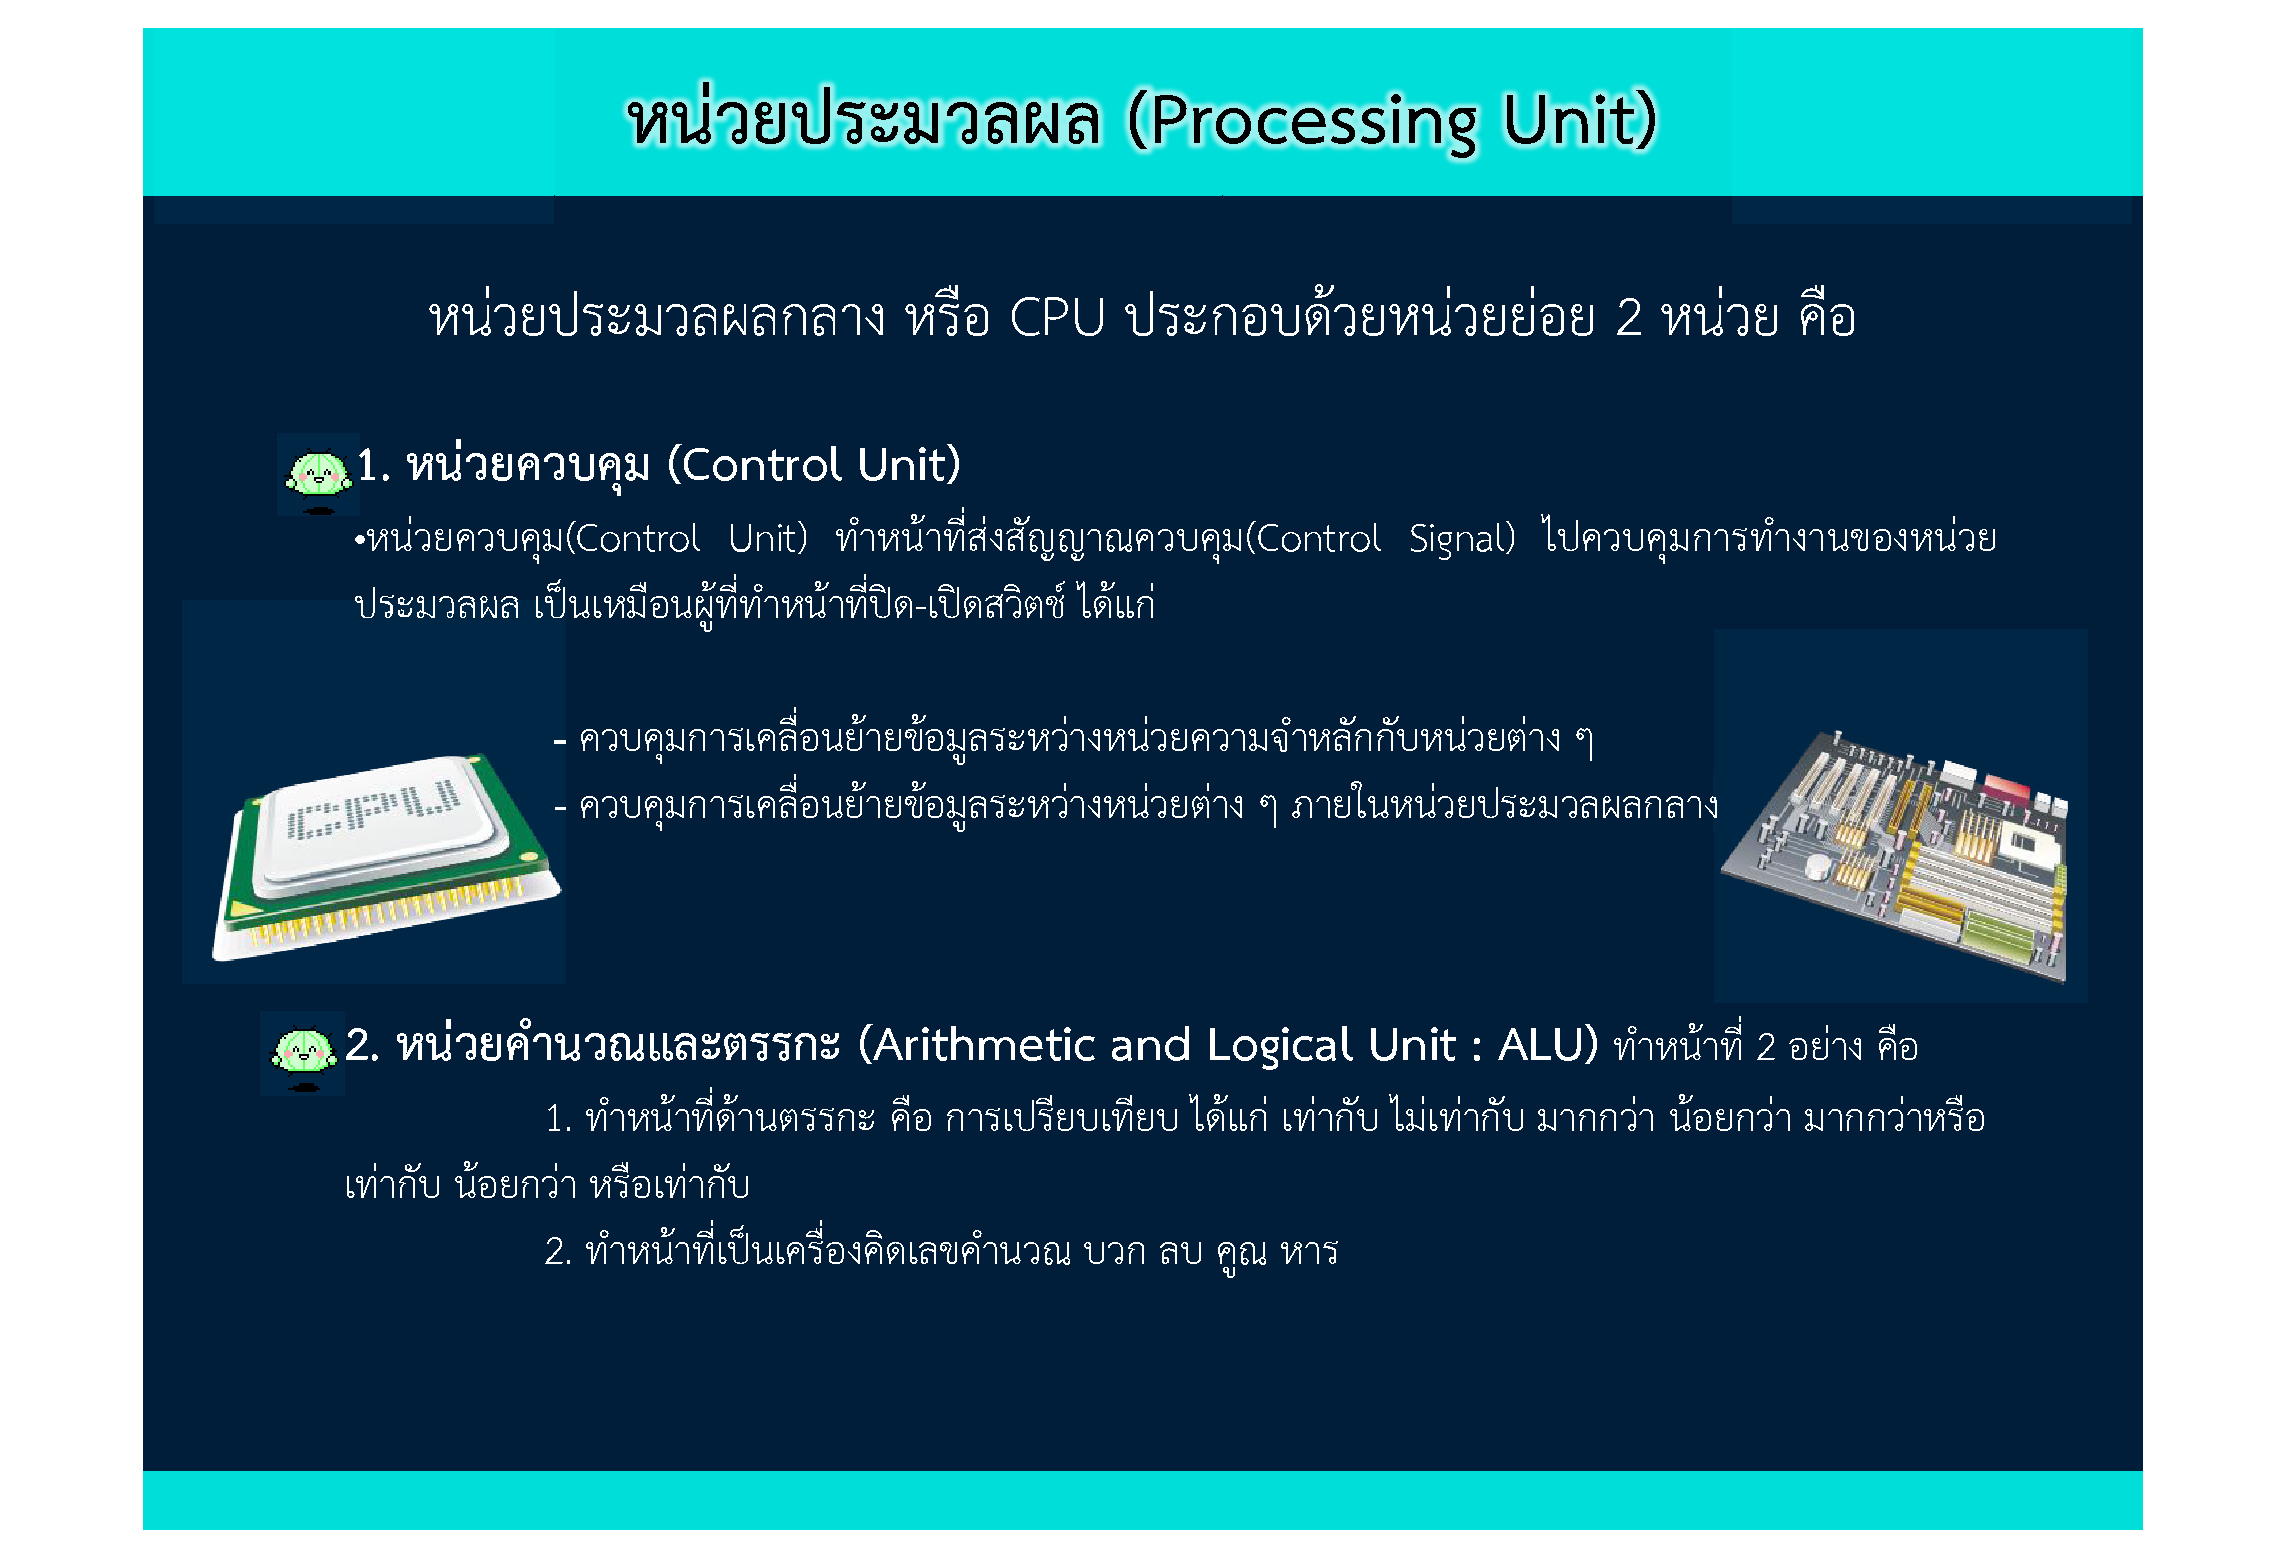 หน่วยประมวลผล (Processing Unit)
หน่วยประมวลผลกลาง หรือ CPU ประกอบด้วยหน่วยย่อย 2 หน่วย คือ
1. หน่วยควบคุม (Control Unit)
•หน่วยควบคุม(Control Unit) ทำหน้าที่ส่งสัญญาณควบคุม(Control Signal) ไปควบคุมการทำงานของหน่วย
ประมวลผล เป็นเหมือนผู้ที่ทำหน้าที่ปิด-เปิดสวิตช์ ได้แก่
- ควบคุมการเคลื่อนย้ายข้อมูลระหว่างหน่วยความจำหลักกับหน่วยต่าง ๆ
- ควบคุมการเคลื่อนย้ายข้อมูลระหว่างหน่วยต่าง ๆ ภายในหน่วยประมวลผลกลาง
CPU
2. หน่วยคำนวณและตรรกะ (Arithmetic and Logical Unit : ALU) ทำหน้าที่ 2 อย่าง คือ
1. ทำหน้าที่ด้านตรรกะ คือ การเปรียบเทียบ ได้แก่ เท่ากับ ไม่เท่ากับ มากกว่า น้อยกว่า มากกว่าหรือ
เท่ากับ น้อยกว่า หรือเท่ากับ
2. ทำหน้าที่เป็นเครื่องคิดเลขคำนวณ บวก ลบ คูณ หาร